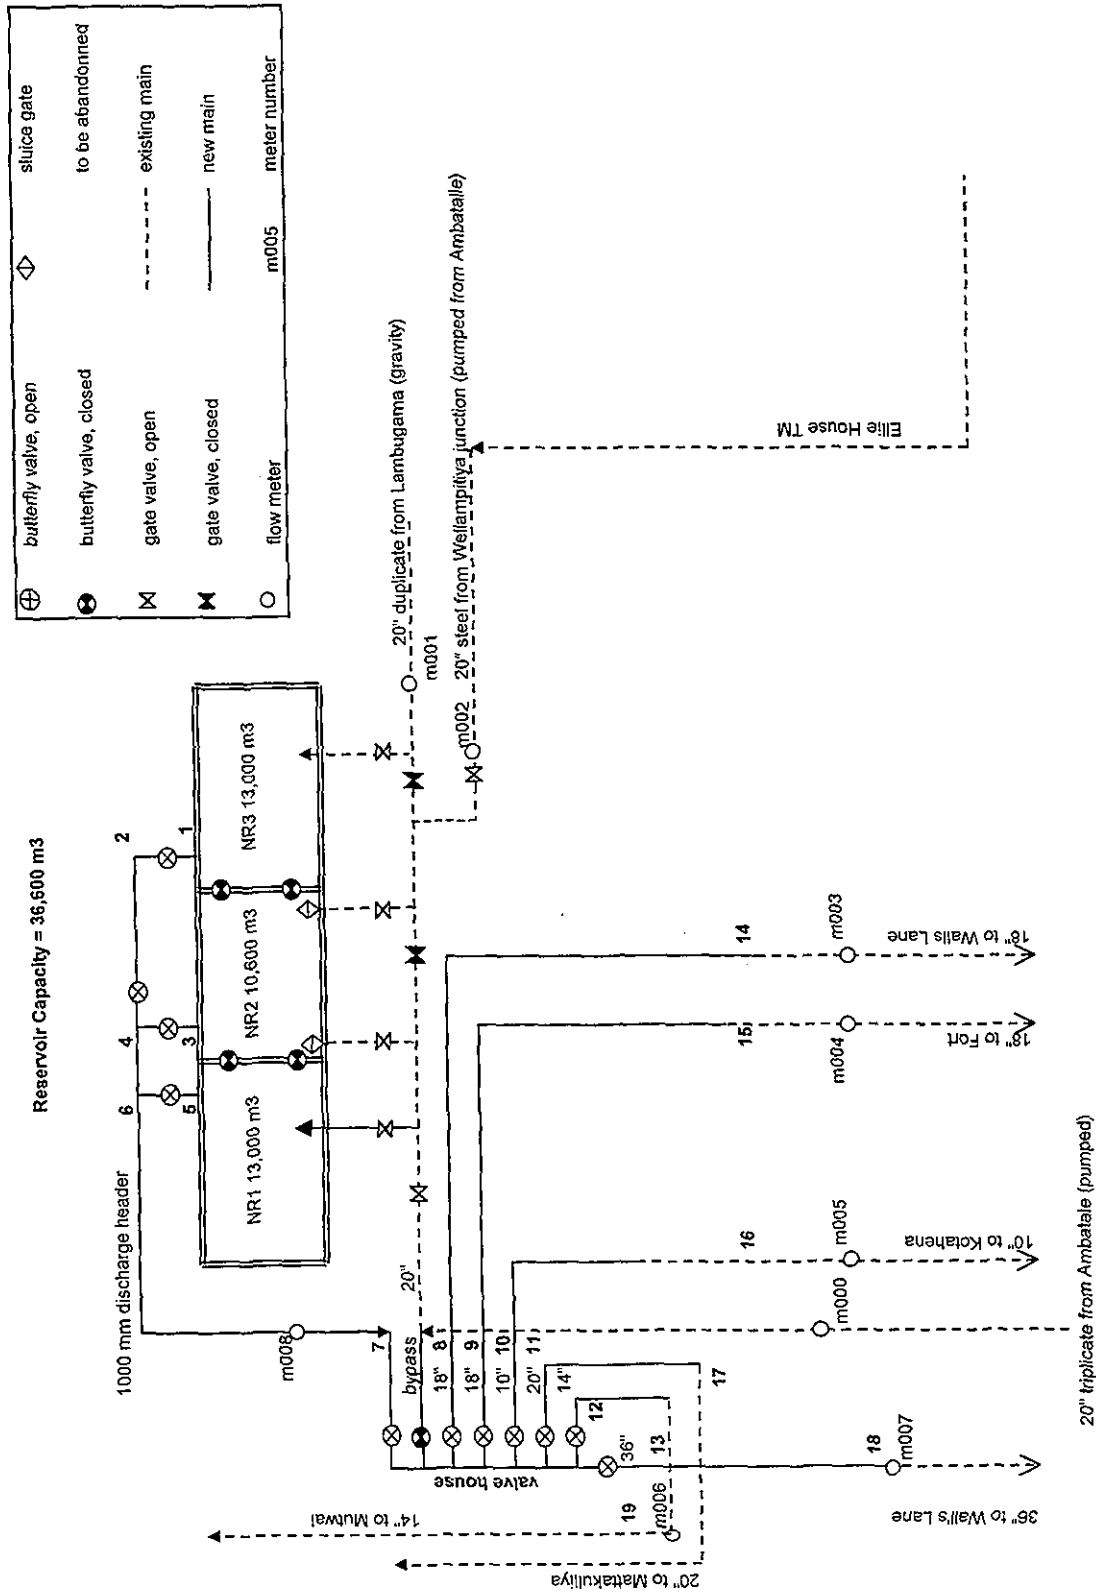 Reservoir Capacity = 36,600 m3
butterfly valve, open
sluice gate
butterfly valve, closed
to be abandonned
gate valve, open
existing main
gate valve, closed
new main
flow meter
m005 meter number
1000 mm discharge header
6
4
2
5
3
1
NR1 13,000 m3
NR2 10,600 m3
NR3 13,000 m3
m008
7
20"
20" duplicate from Lambugama (gravity)
m001
m002
20" steel from Wellampitiya junction (pumped from Ambatalle)
Ellie House TM
bypass
18"
8
18"
9
10"
10
20"
11
14"
12
valve house
36"
13
14
15
16
17
18
19
m003
18" to Walls Lane
m004
18" to Fort
m005
10" to Kotahena
m000
20" triplicate from Ambatale (pumped)
m006
14" to Mutwal
20" to Mattakulliya
m007
36" to Wall's Lane